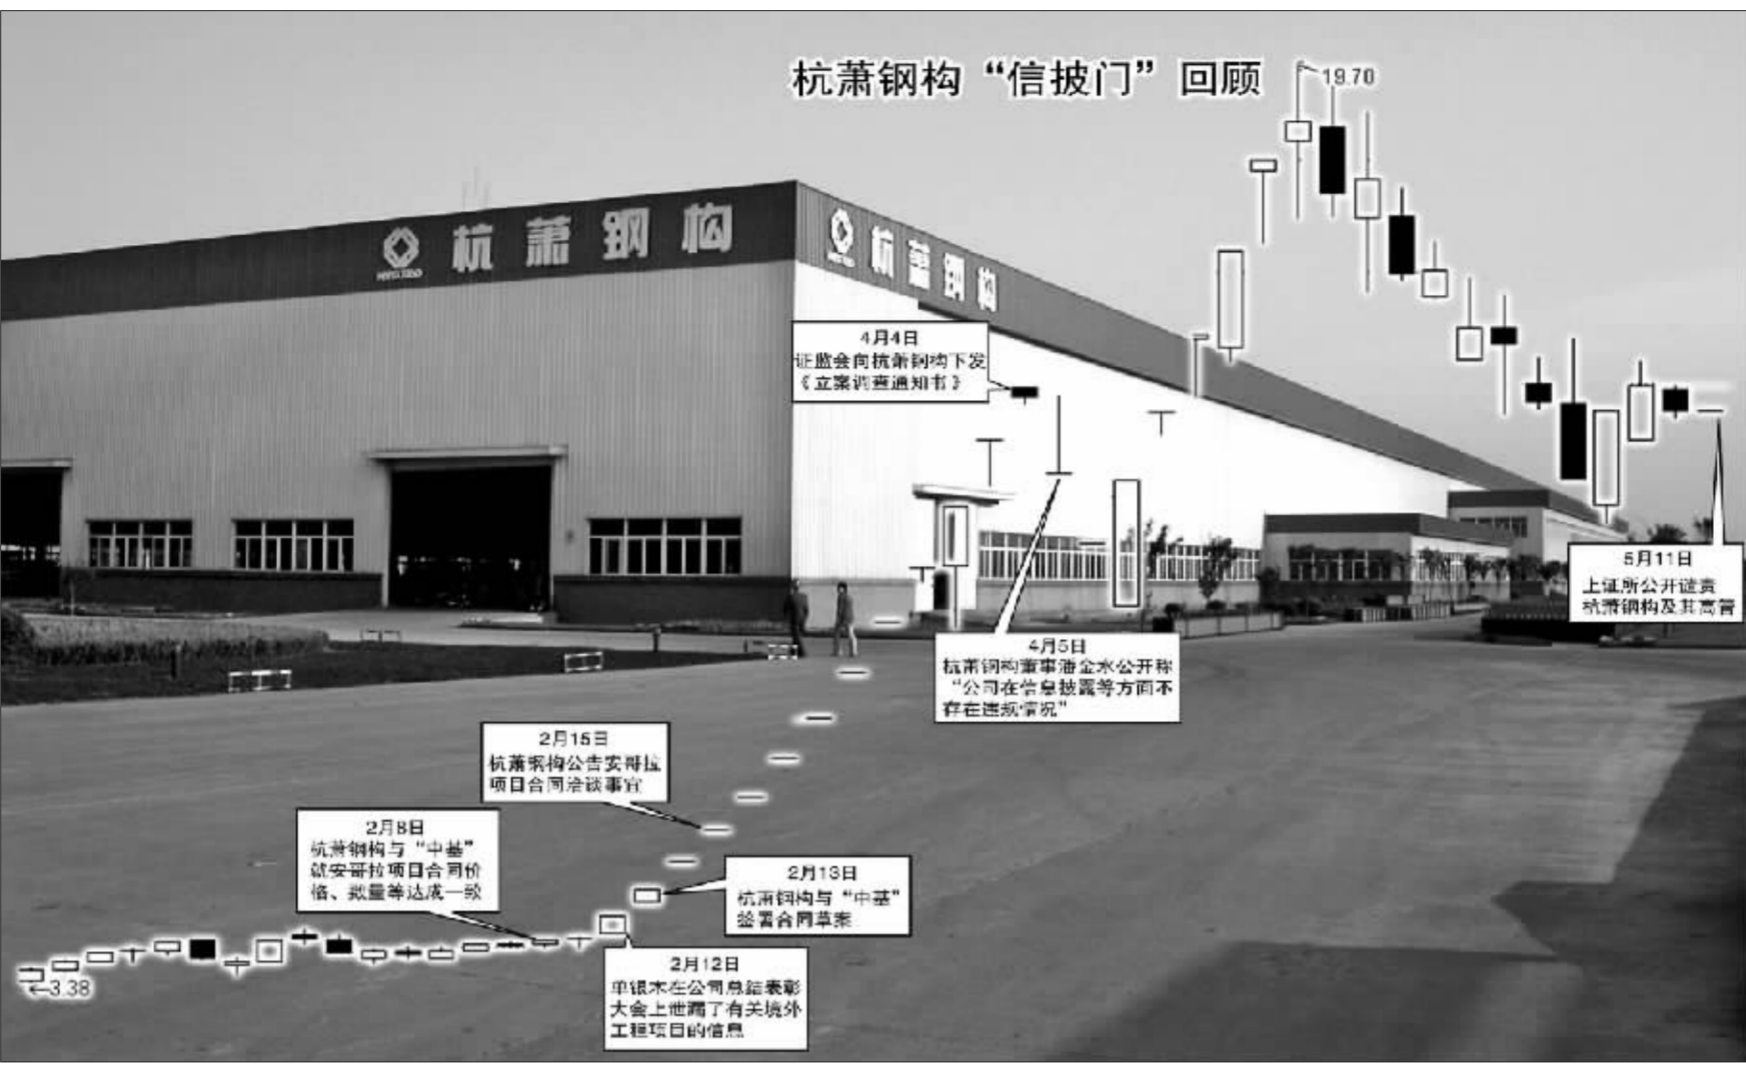 杭萧钢构“信披门”回顾
19.70
杭萧钢构
杭萧钢构
4月4日
证监会向杭萧钢构下发
《立案调查通知书》
5月11日
上证所公开谴责
杭萧钢构及其高管
4月5日
杭萧钢构董事潘金水公开称
“公司在信息披露等方面不
存在违规情况”
2月15日
杭萧钢构公告安哥拉
项目合同洽谈事宜
2月8日
杭萧钢构与“中基”
就安哥拉项目合同价
格、数量等达成一致
2月13日
杭萧钢构与“中基”
签署合同草案
2月12日
单银木在公司总结表彰
大会上泄漏了有关境外
工程项目的信息
←3.38